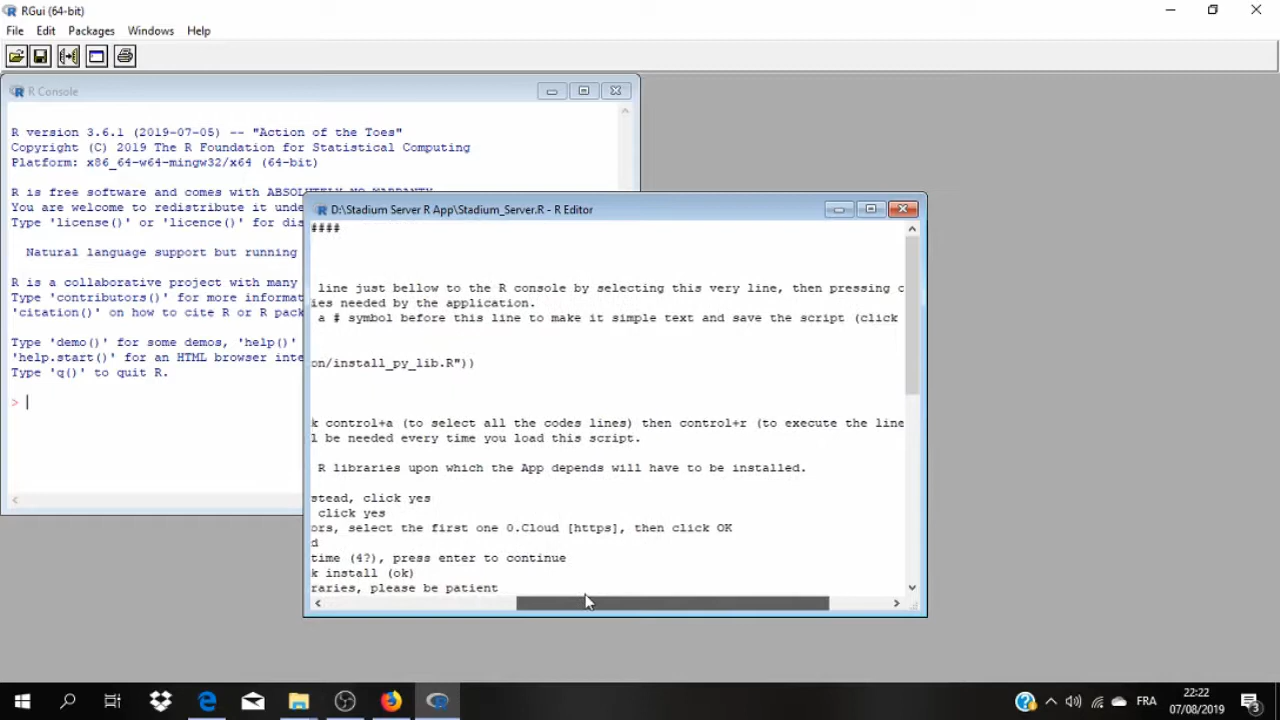 RGui (64-bit)
File Edit Packages Windows Help
R Console
R version 3.6.1 (2019-07-05) -- "Action of the Toes"
Copyright (C) 2019 The R Foundation for Statistical Computing
Platform: x86_64-w64-mingw32/x64 (64-bit)
R is free software and comes with ABSOLUTELY NO WARRANTY
You are welcome to redistribute it unde
Type 'license()' or 'licence()' for dis
Natural language support but running
R is a collaborative project with many
Type 'contributors()' for more informat
'citation()' on how to cite R or R pack
Type 'demo()' for some demos, 'help()'
'help.start()' for an HTML browser inte
Type 'q()' to quit R.
>
D:\Stadium Server R App\Stadium_Server.R - R Editor
####
line just bellow to the R console by selecting this very line, then pressing c
ies needed by the application.
a # symbol before this line to make it simple text and save the script (click
on/install_py_lib.R"))
k control+a (to select all the codes lines) then control+r (to execute the line
l be needed every time you load this script.
R libraries upon which the App depends will have to be installed.
stead, click yes
click yes
ors, select the first one 0.Cloud [https], then click OK
d
time (4?), press enter to continue
k install (ok)
raries, please be patient
FRA
22:22
07/08/2019
3